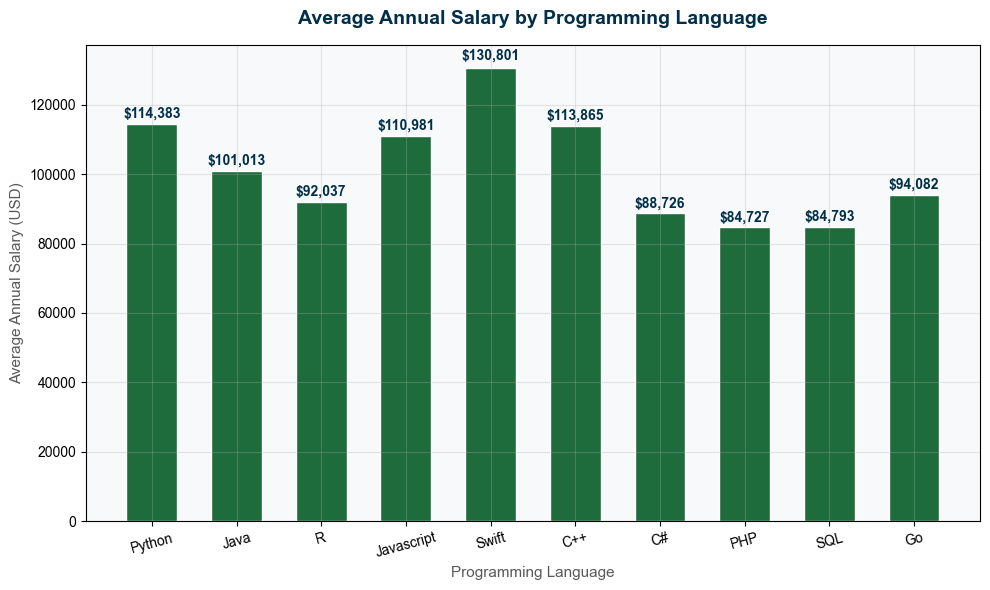 Average Annual Salary by Programming Language
Average Annual Salary (USD)
120000
100000
80000
60000
40000
20000
0
$114,383
$101,013
$92,037
$110,981
$130,801
$113,865
$88,726
$84,727
$84,793
$94,082
Python
Java
R
Javascript
Swift
C++
C#
PHP
SQL
Go
Programming Language